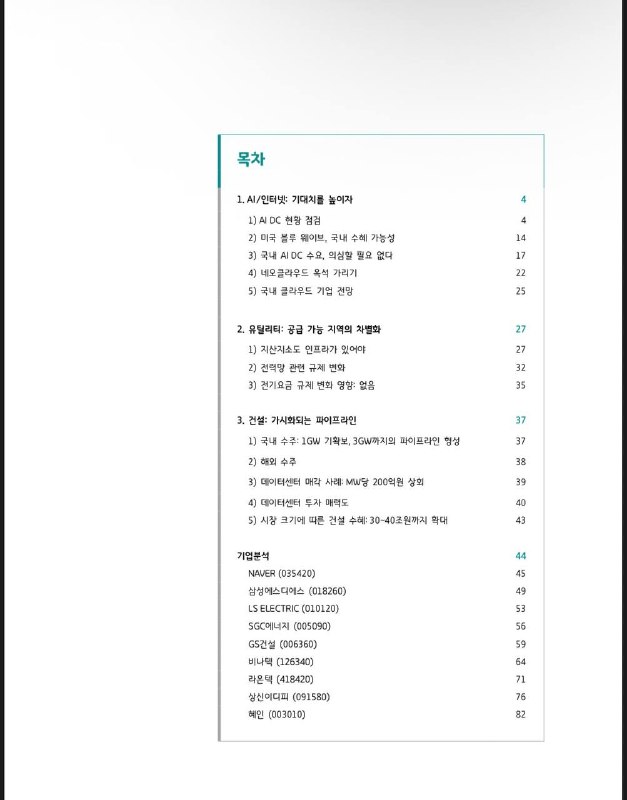 목차
1. AI/인터넷: 기대치를 높이자 4
1) AI DC 현황 점검 4
2) 미국 블루 웨이브, 국내 수혜 가능성 14
3) 국내 AI DC 수요, 의심할 필요 없다 17
4) 네오클라우드 옥석 가리기 22
5) 국내 클라우드 기업 전망 25
2. 유틸리티: 공급 가능 지역의 차별화 27
1) 지산지소도 인프라가 있어야 27
2) 전력망 관련 규제 변화 32
3) 전기요금 규제 변화 영향: 없음 35
3. 건설: 가시화되는 파이프라인 37
1) 국내 수주: 1GW 기확보, 3GW까지의 파이프라인 형성 37
2) 해외 수주 38
3) 데이터센터 매각 사례: MW당 200억원 상회 39
4) 데이터센터 투자 매력도 40
5) 시장 크기에 따른 건설 수혜: 30~40조원까지 확대 43
기업분석 44
NAVER (035420) 45
삼성에스디에스 (018260) 49
LS ELECTRIC (010120) 53
SGC에너지 (005090) 56
GS건설 (006360) 59
비나텍 (126340) 64
라온텍 (418420) 71
상신이디피 (091580) 76
혜인 (003010) 82